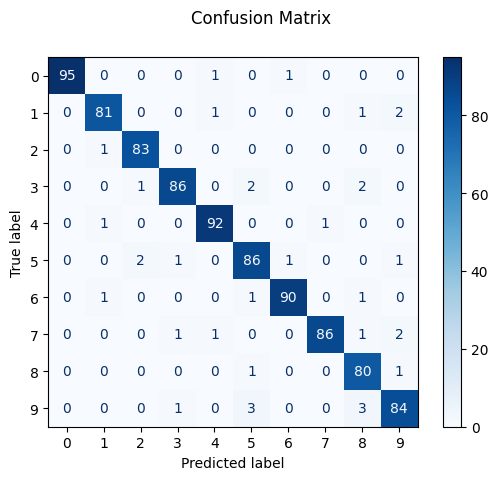 Confusion Matrix
0 95 0 0 0 1 0 1 0 0 0
1 0 81 0 0 1 0 0 0 1 2
2 0 1 83 0 0 0 0 0 0 0
3 0 0 1 86 0 2 0 0 2 0
4 0 1 0 0 92 0 0 1 0 0
5 0 0 2 1 0 86 1 0 0 1
6 0 1 0 0 0 1 90 0 1 0
7 0 0 0 1 1 0 0 86 1 2
8 0 0 0 0 0 1 0 0 80 1
9 0 0 0 1 0 3 0 0 3 84
0 1 2 3 4 5 6 7 8 9
True label
Predicted label
80
60
40
20
0